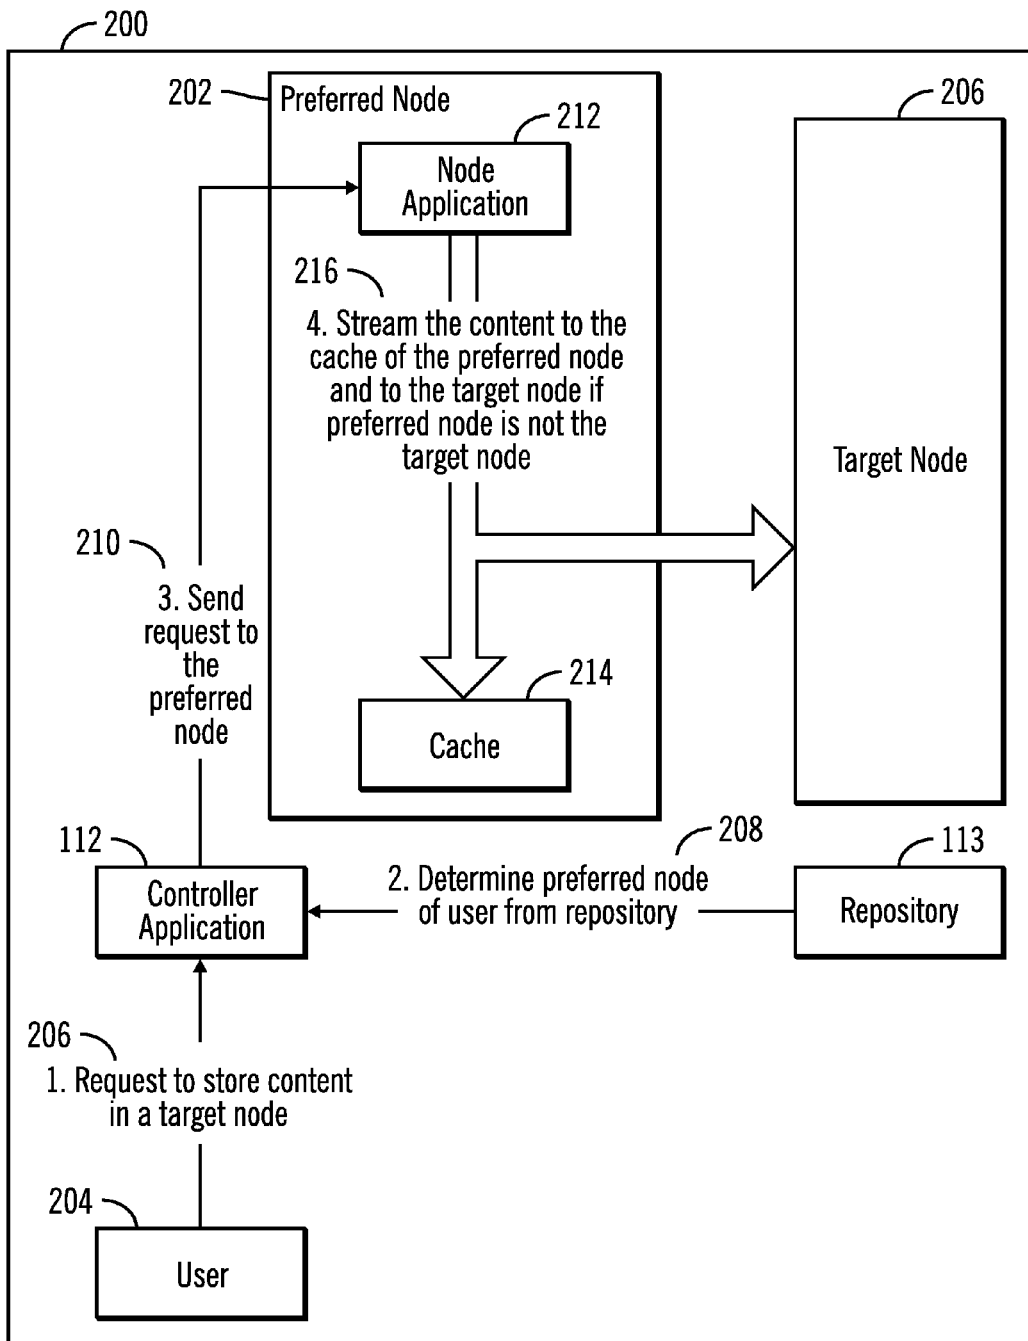 200
202
Preferred Node
206
212
Node
Application
216
4. Stream the content to the
cache of the preferred node
and to the target node if
preferred node is not the
target node
Target Node
210
3. Send
request to
the
preferred
node
214
Cache
112
Controller
Application
208
2. Determine preferred node
of user from repository
113
Repository
206
1. Request to store content
in a target node
204
User